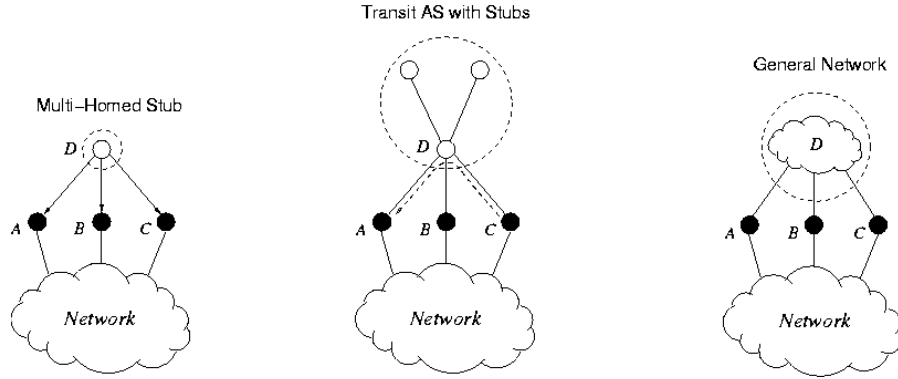 Transit AS with Stubs
General Network
Multi-Homed Stub
D
D
D
A
B
C
A
B
C
A
B
C
Network
Network
Network